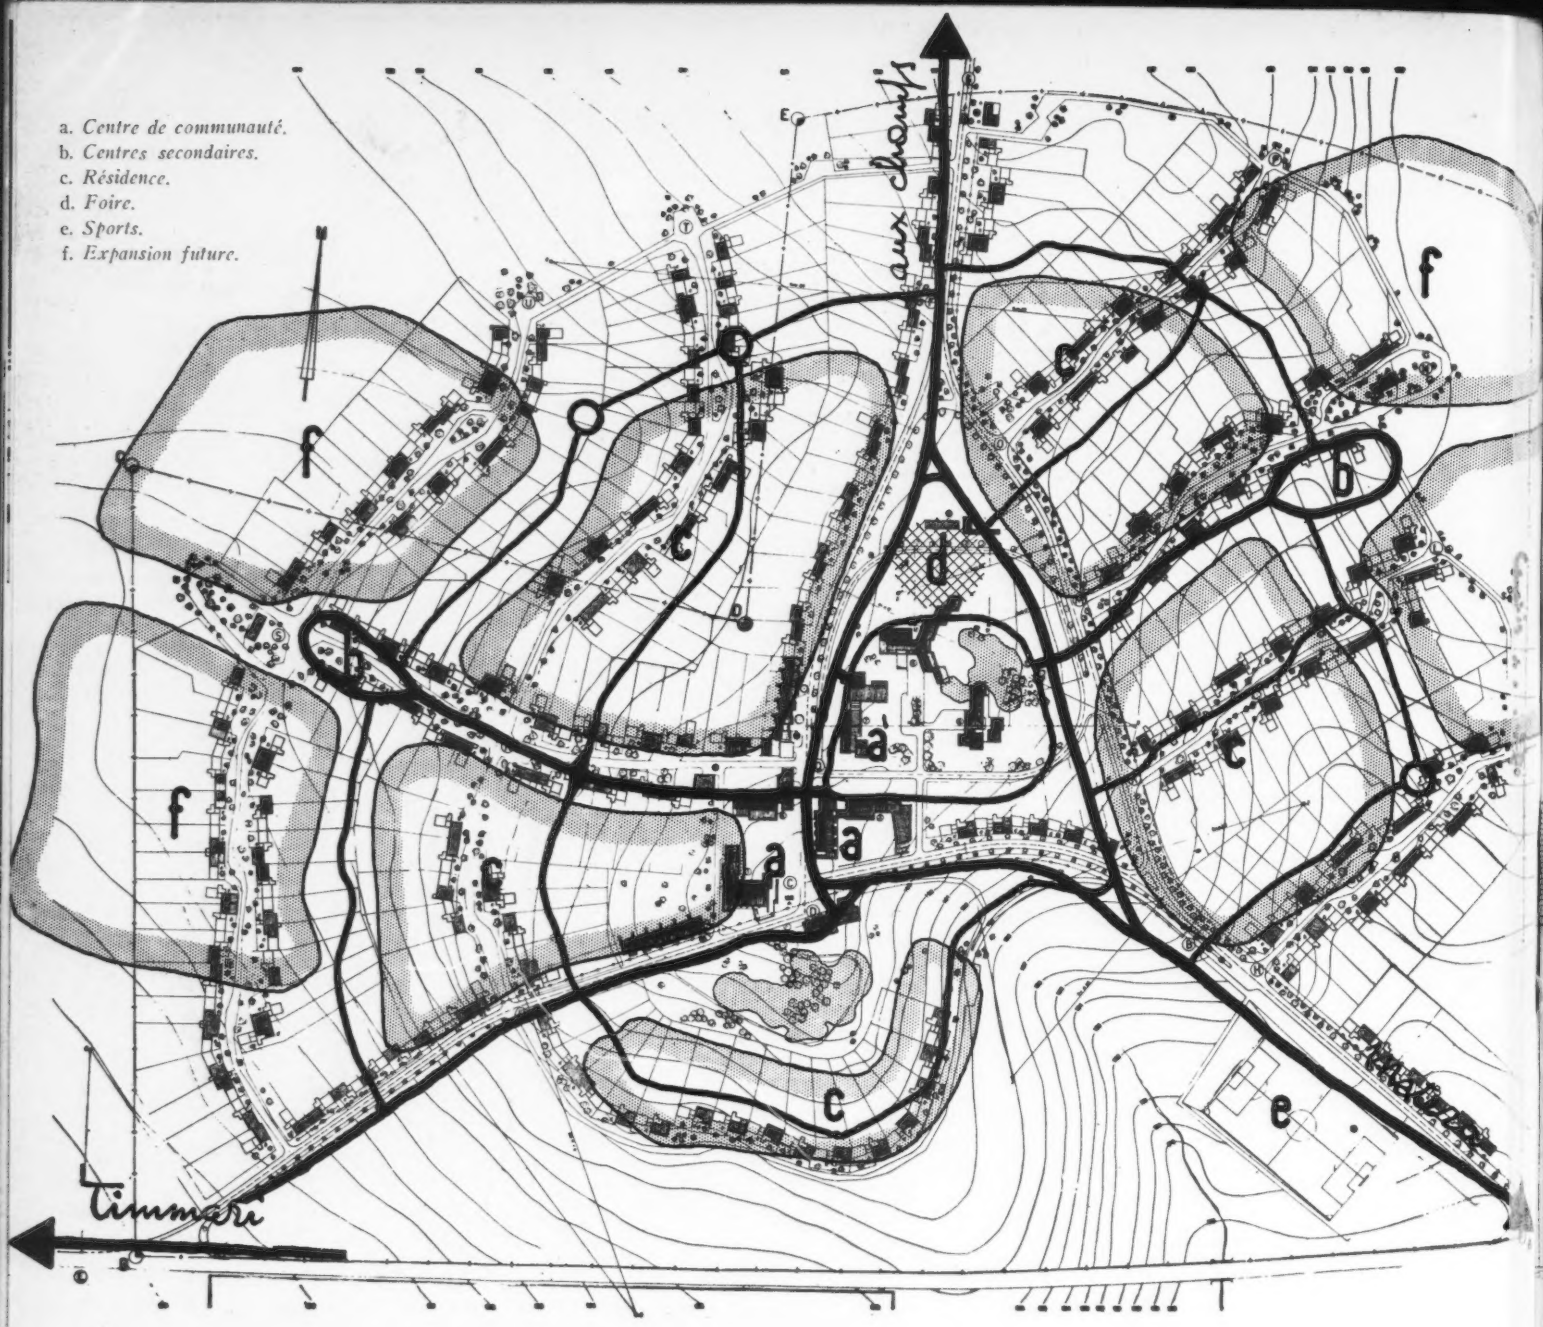 a. Centre de communauté.
b. Centres secondaires.
c. Résidence.
d. Foire.
e. Sports.
f. Expansion future.
aux champs
N
E
T
U
P
f
c
f
b
c
d
S
b
D
a
c
f
a
a
c
C
c
e
H
Matera
Timmari
B